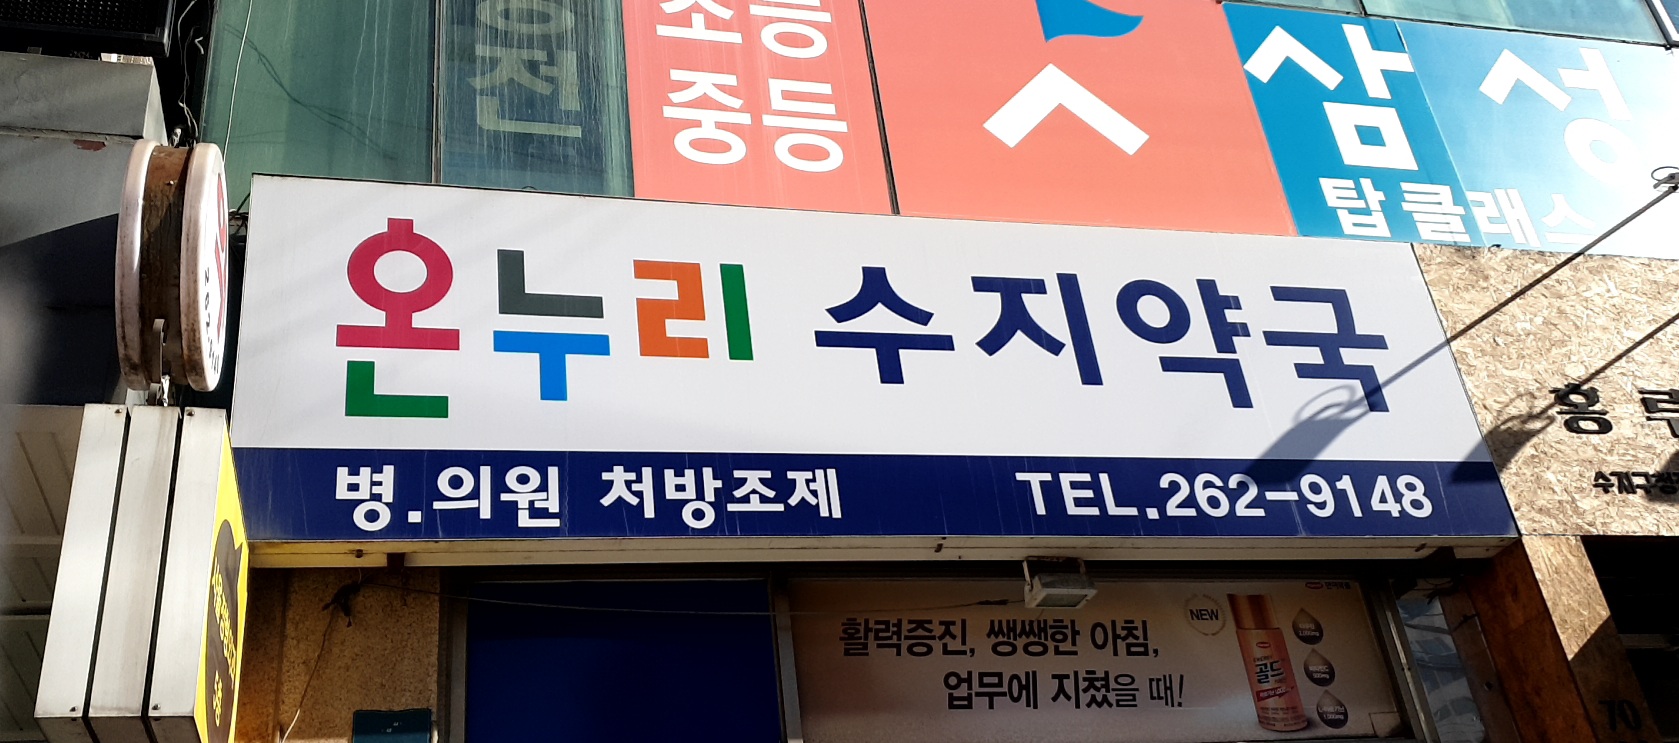 초등
중등
삼성
탑클래스
온누리 수지약국
병.의원 처방조제 TEL.262-9148
홍
활력증진, 쌩쌩한 아침,
업무에 지쳤을 때!
NEW
골드
70